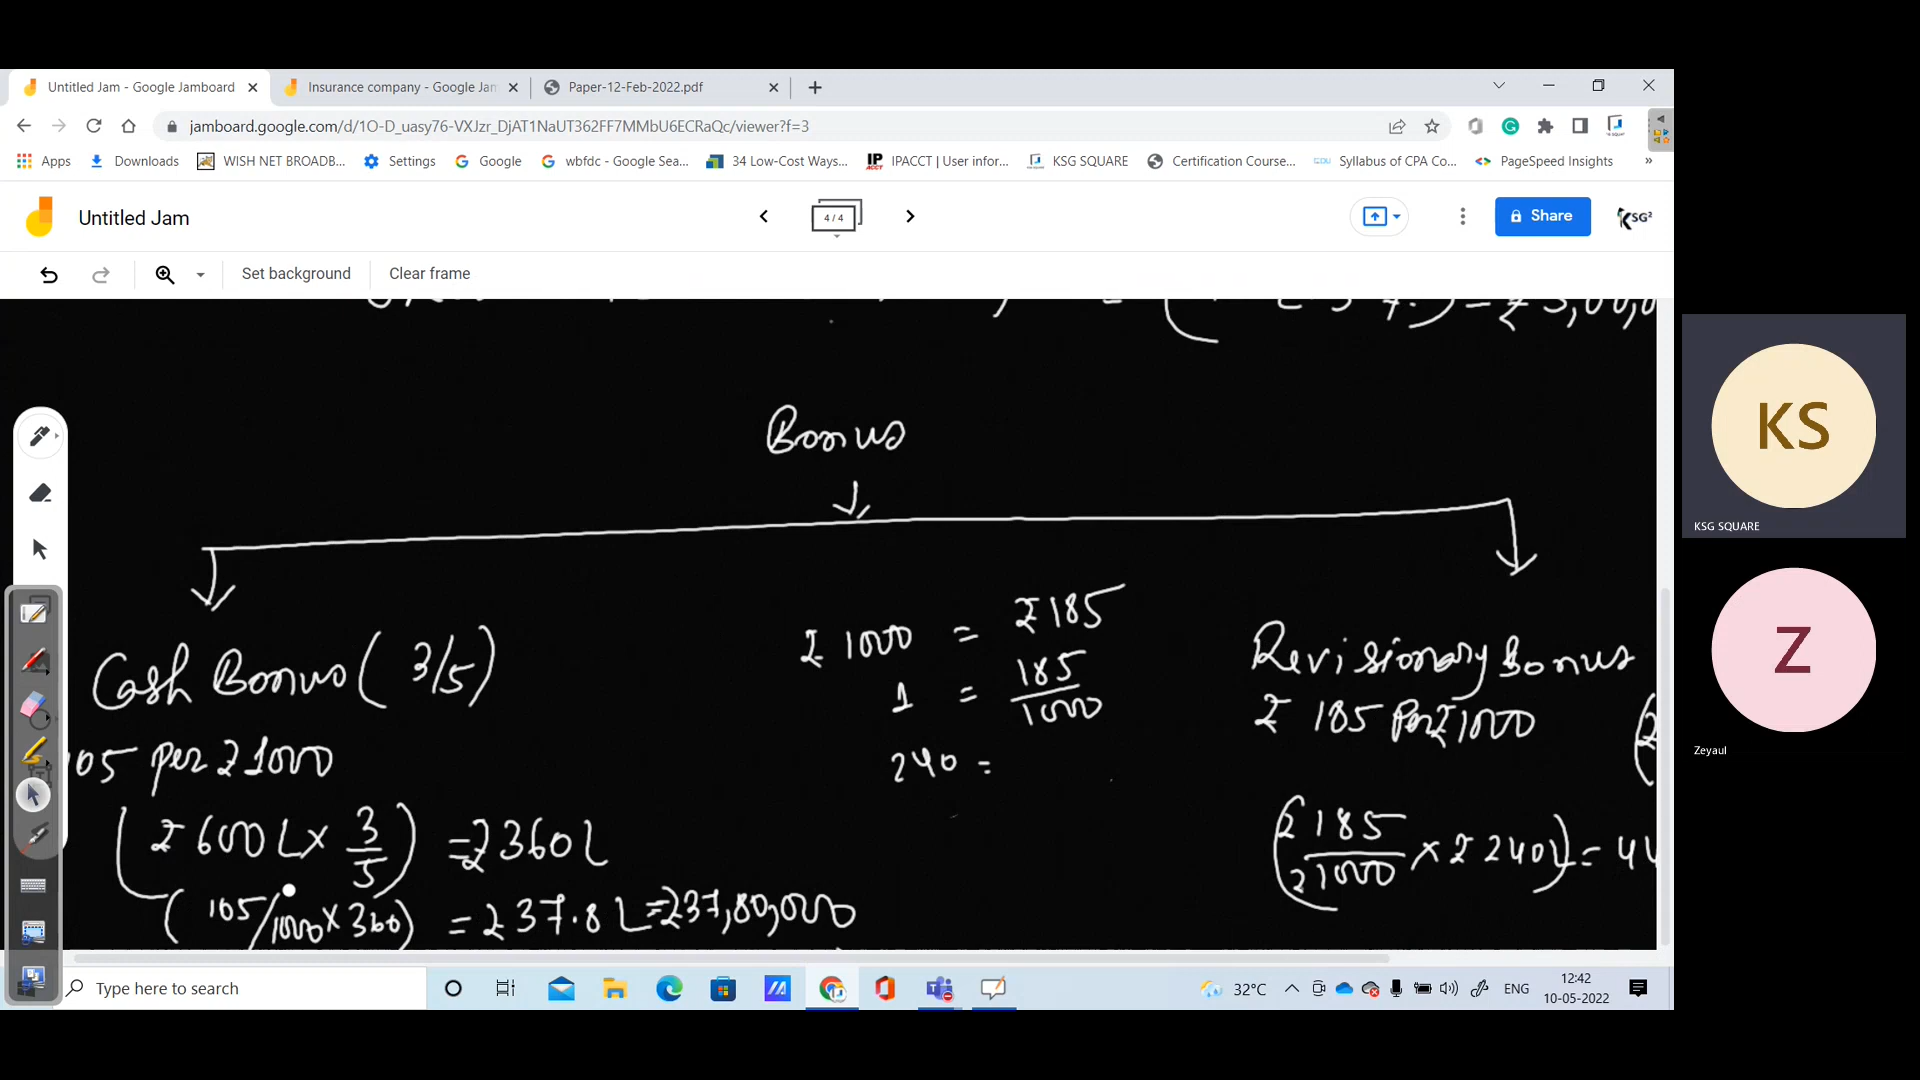 Untitled Jam - Google Jamboard
Insurance company - Google Jam
Paper-12-Feb-2022.pdf
jamboard.google.com/d/1O-D_uasy76-VXJzr_DjAT1NaUT362FF7MMbU6ECRaQc/viewer?f=3
Apps
Downloads
WISH NET BROADB...
Settings
Google
wbfdc - Google Sea...
34 Low-Cost Ways...
IPACCT | User infor...
KSG SQUARE
Certification Course...
Syllabus of CPA Co...
PageSpeed Insights
»
Untitled Jam
4 / 4
Share
KSG²
Set background
Clear frame
Bonus
Cash Bonus ( 3/5)
105 per ₹1000
(₹ 600 L × 3/5) = ₹360 L
( 105/1000 × 360) = ₹37.8 L = ₹37,80,000
₹ 1000 = ₹ 185
1 = 185/1000
240 =
Revisionary Bonus
₹ 185 Per ₹1000
(₹ 185/₹1000 × ₹ 240L) = 44
KS
KSG SQUARE
Z
Zeyaul
Type here to search
32°C
ENG
12:42
10-05-2022